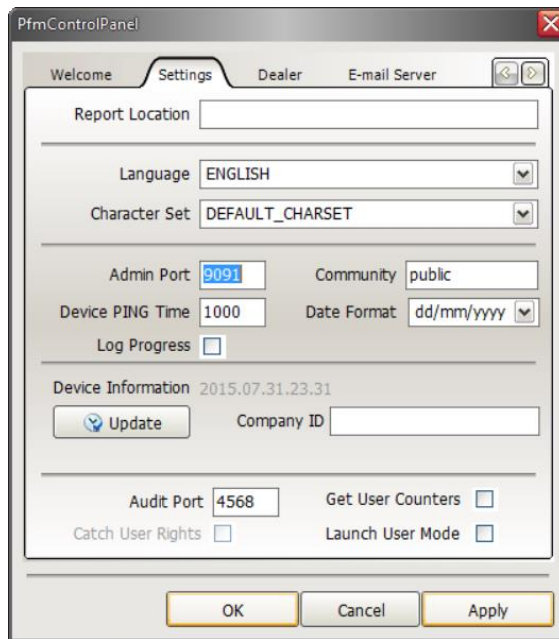 PfmControlPanel
Welcome Settings Dealer E-mail Server
Report Location
Language ENGLISH
Character Set DEFAULT_CHARSET
Admin Port 9091 Community public
Device PING Time 1000 Date Format dd/mm/yyyy
Log Progress
Device Information 2015.07.31.23.31
Update Company ID
Audit Port 4568 Get User Counters
Catch User Rights Launch User Mode
OK Cancel Apply